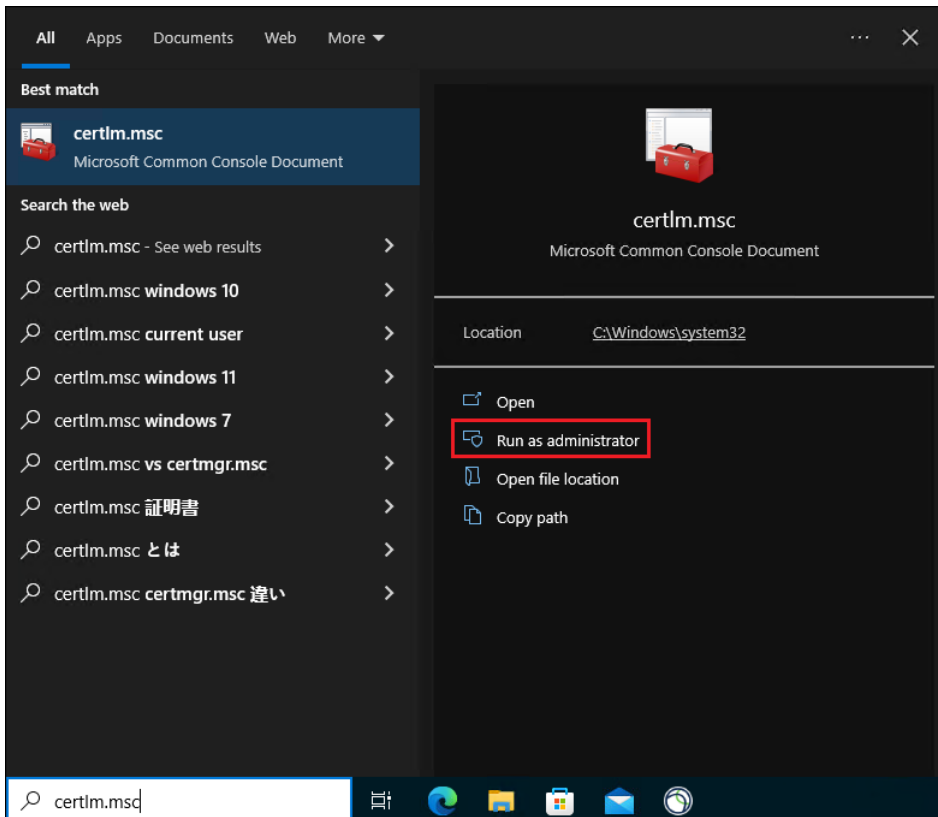 All Apps Documents Web More
Best match
certlm.msc
Microsoft Common Console Document
Search the web
certlm.msc - See web results
certlm.msc windows 10
certlm.msc current user
certlm.msc windows 11
certlm.msc windows 7
certlm.msc vs certmgr.msc
certlm.msc 証明書
certlm.msc とは
certlm.msc certmgr.msc 違い
certlm.msc
Microsoft Common Console Document
Location C:\Windows\system32
Open
Run as administrator
Open file location
Copy path
certlm.msc